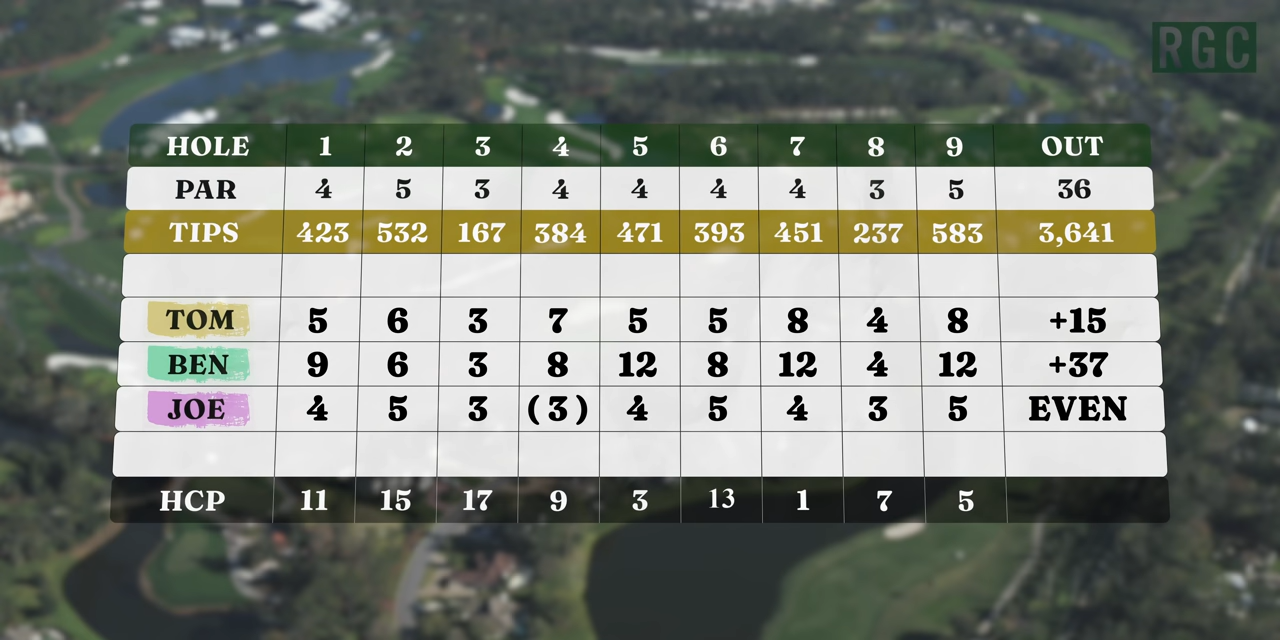 RGC
HOLE 1 2 3 4 5 6 7 8 9 OUT
PAR 4 5 3 4 4 4 4 3 5 36
TIPS 423 532 167 384 471 393 451 237 583 3,641
TOM 5 6 3 7 5 5 8 4 8 +15
BEN 9 6 3 8 12 8 12 4 12 +37
JOE 4 5 3 (3) 4 5 4 3 5 EVEN
HCP 11 15 17 9 3 13 1 7 5